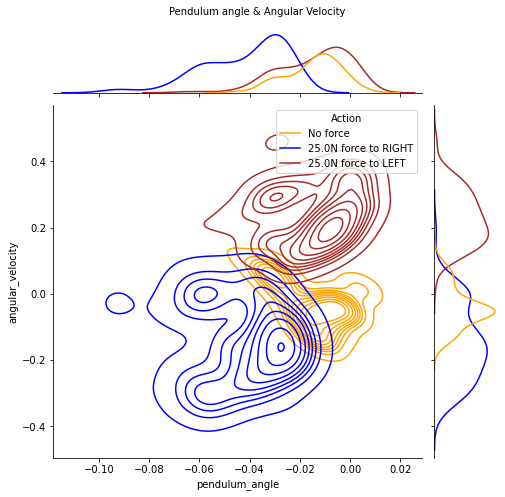 Pendulum angle & Angular Velocity
Action
No force
25.0N force to RIGHT
25.0N force to LEFT
0.4
0.2
0.0
−0.2
−0.4
angular_velocity
−0.10
−0.08
−0.06
−0.04
−0.02
0.00
0.02
pendulum_angle